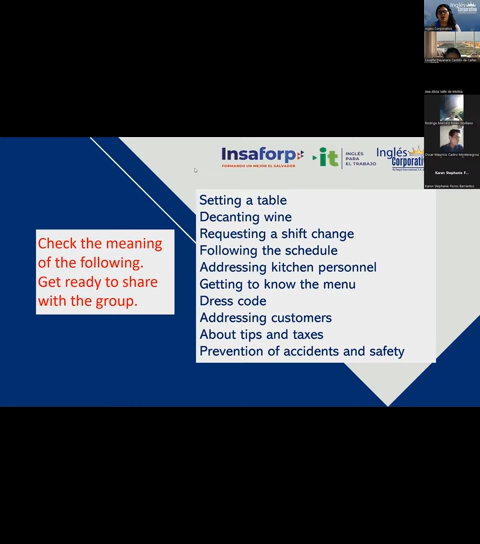 Inglés Corporativo
Insaforp
FORMANDO UN MEJOR EL SALVADOR
it
INGLÉS
PARA
EL TRABAJO
Inglés
Corporativo
Setting a table
Decanting wine
Requesting a shift change
Following the schedule
Addressing kitchen personnel
Getting to know the menu
Dress code
Addressing customers
About tips and taxes
Prevention of accidents and safety
Check the meaning
of the following.
Get ready to share
with the group.